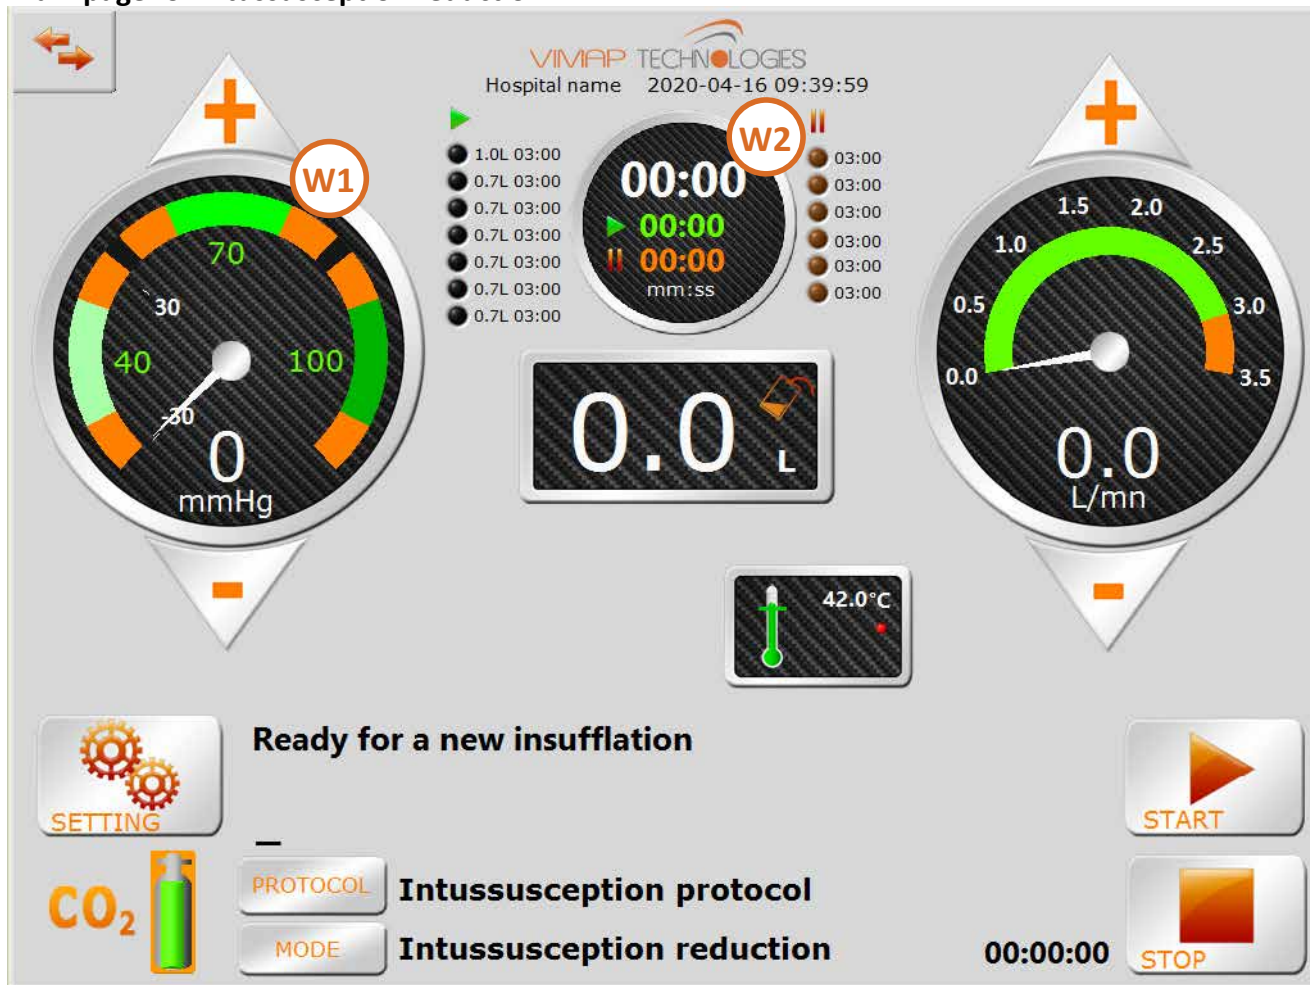 VIMAP TECHNOLOGIES
Hospital name 2020-04-16 09:39:59
W1
70
30
40
100
-30
0
mmHg
1.0L 03:00
0.7L 03:00
0.7L 03:00
0.7L 03:00
0.7L 03:00
0.7L 03:00
0.7L 03:00
00:00
00:00
00:00
mm:ss
W2
03:00
03:00
03:00
03:00
03:00
03:00
0.0 L
1.5 2.0
1.0 2.5
0.5 3.0
0.0 3.5
0.0
L/mn
42.0°C
SETTING
Ready for a new insufflation
START
CO2
PROTOCOL Intussusception protocol
MODE Intussusception reduction 00:00:00
STOP